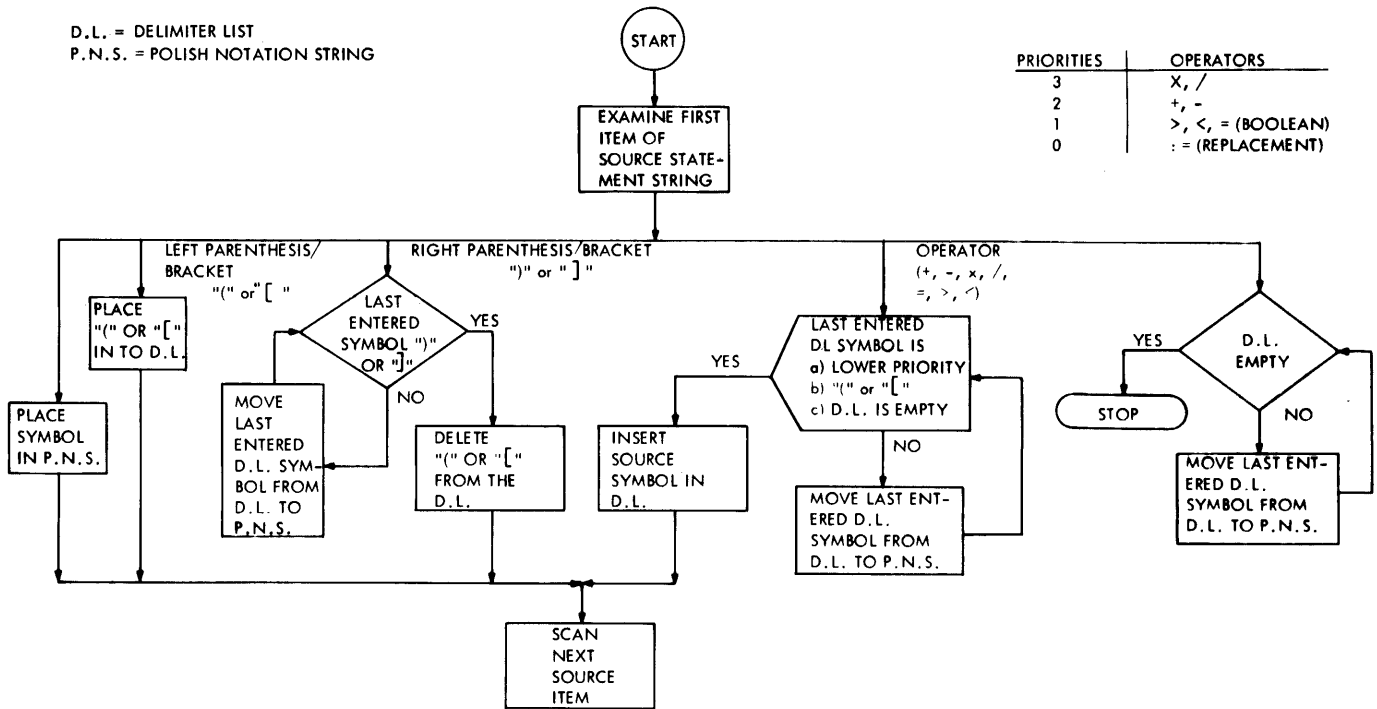 D.L. = DELIMITER LIST
P.N.S. = POLISH NOTATION STRING
START
PRIORITIES OPERATORS
3 X, /
2 +, -
1 >, <, = (BOOLEAN)
0 : = (REPLACEMENT)
EXAMINE FIRST
ITEM OF
SOURCE STATE-
MENT STRING
LEFT PARENTHESIS/
BRACKET
"(" or "[ "
RIGHT PARENTHESIS/BRACKET
")" or " ] "
OPERATOR
(+, -, x, /,
=, >, <)
PLACE
"(" OR "["
IN TO D.L.
LAST
ENTERED
SYMBOL ")"
OR "]"
YES
NO
LAST ENTERED
DL SYMBOL IS
a) LOWER PRIORITY
b) "(" or "["
c) D.L. IS EMPTY
YES
NO
D.L.
EMPTY
YES
NO
STOP
PLACE
SYMBOL
IN P.N.S.
MOVE
LAST
ENTERED
D.L. SYM-
BOL FROM
D.L. TO
P.N.S.
DELETE
"(" OR "["
FROM THE
D.L.
INSERT
SOURCE
SYMBOL IN
D.L.
MOVE LAST ENT-
ERED D.L.
SYMBOL FROM
D.L. TO P.N.S.
MOVE LAST ENT-
ERED D.L.
SYMBOL FROM
D.L. TO P.N.S.
SCAN
NEXT
SOURCE
ITEM